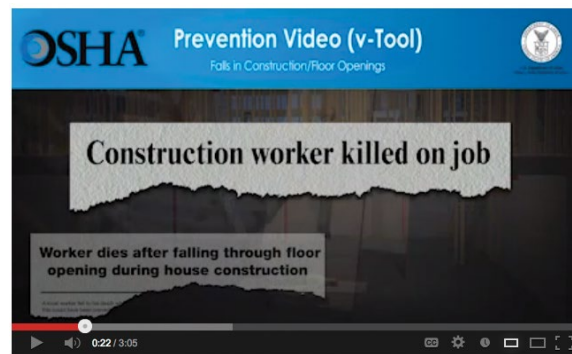 OSHA®
Prevention Video (v-Tool)
Falls in Construction/Floor Openings
Construction worker killed on job
Worker dies after falling through floor
opening during house construction
0:22 / 3:05
CC